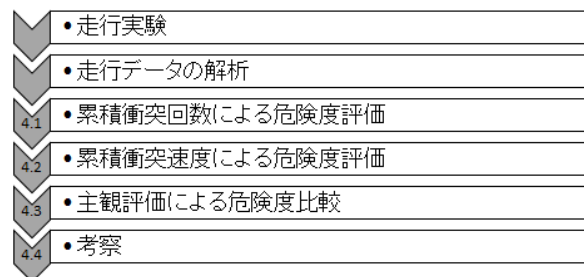 • 走行実験
• 走行データの解析
4.1 • 累積衝突回数による危険度評価
4.2 • 累積衝突速度による危険度評価
4.3 • 主観評価による危険度比較
4.4 • 考察